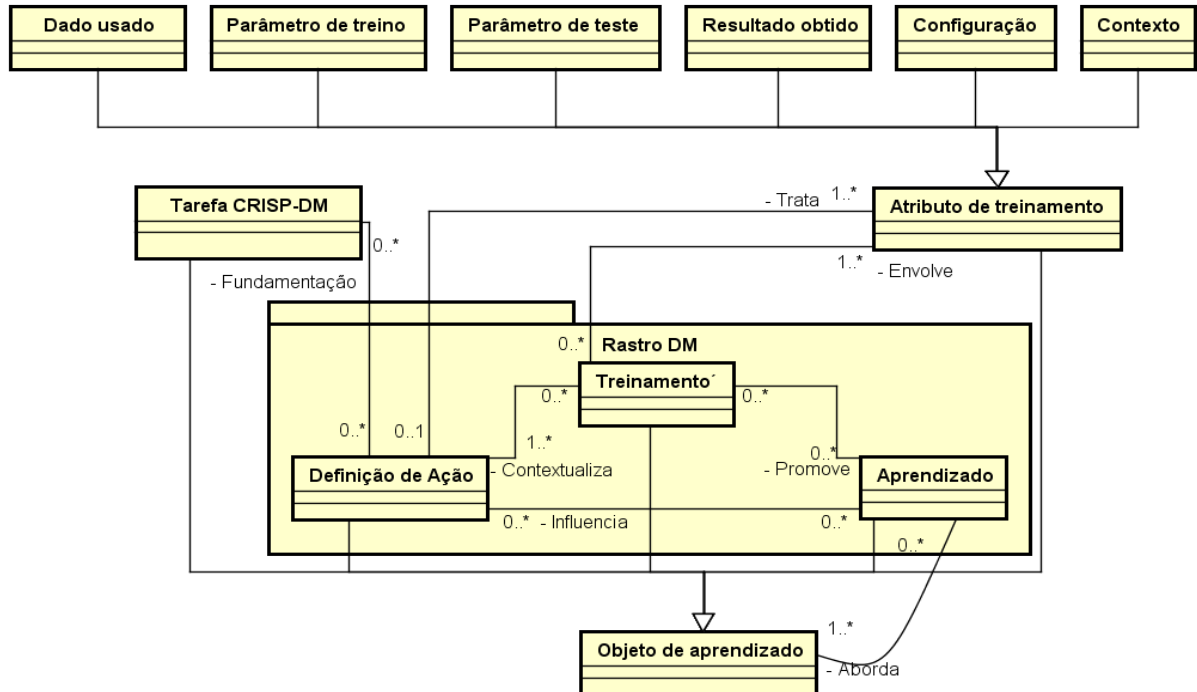 Dado usado
Parâmetro de treino
Parâmetro de teste
Resultado obtido
Configuração
Contexto
Tarefa CRISP-DM
- Trata
1..*
Atributo de treinamento
0..*
1..*
- Envolve
- Fundamentação
0..*
Rastro DM
Treinamento´
0..*
0..*
0..*
0..1
1..*
- Contextualiza
0..*
- Promove
Definição de Ação
Aprendizado
0..*
- Influencia
0..*
0..*
1..*
Objeto de aprendizado
- Aborda